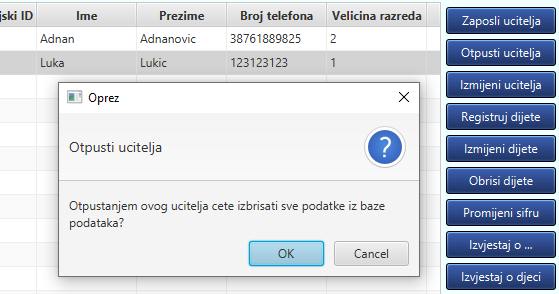 jski ID Ime Prezime Broj telefona Velicina razreda
Adnan Adnanovic 38761889825 2
Luka Lukic 123123123 1
Oprez
Otpusti ucitelja
Otpustanjem ovog ucitelja cete izbrisati sve podatke iz baze
podataka?
OK Cancel
Zaposli ucitelja
Otpusti ucitelja
Izmijeni ucitelja
Registruj dijete
Izmijeni dijete
Obrisi dijete
Promijeni sifru
Izvjestaj o ...
Izvjestaj o djeci